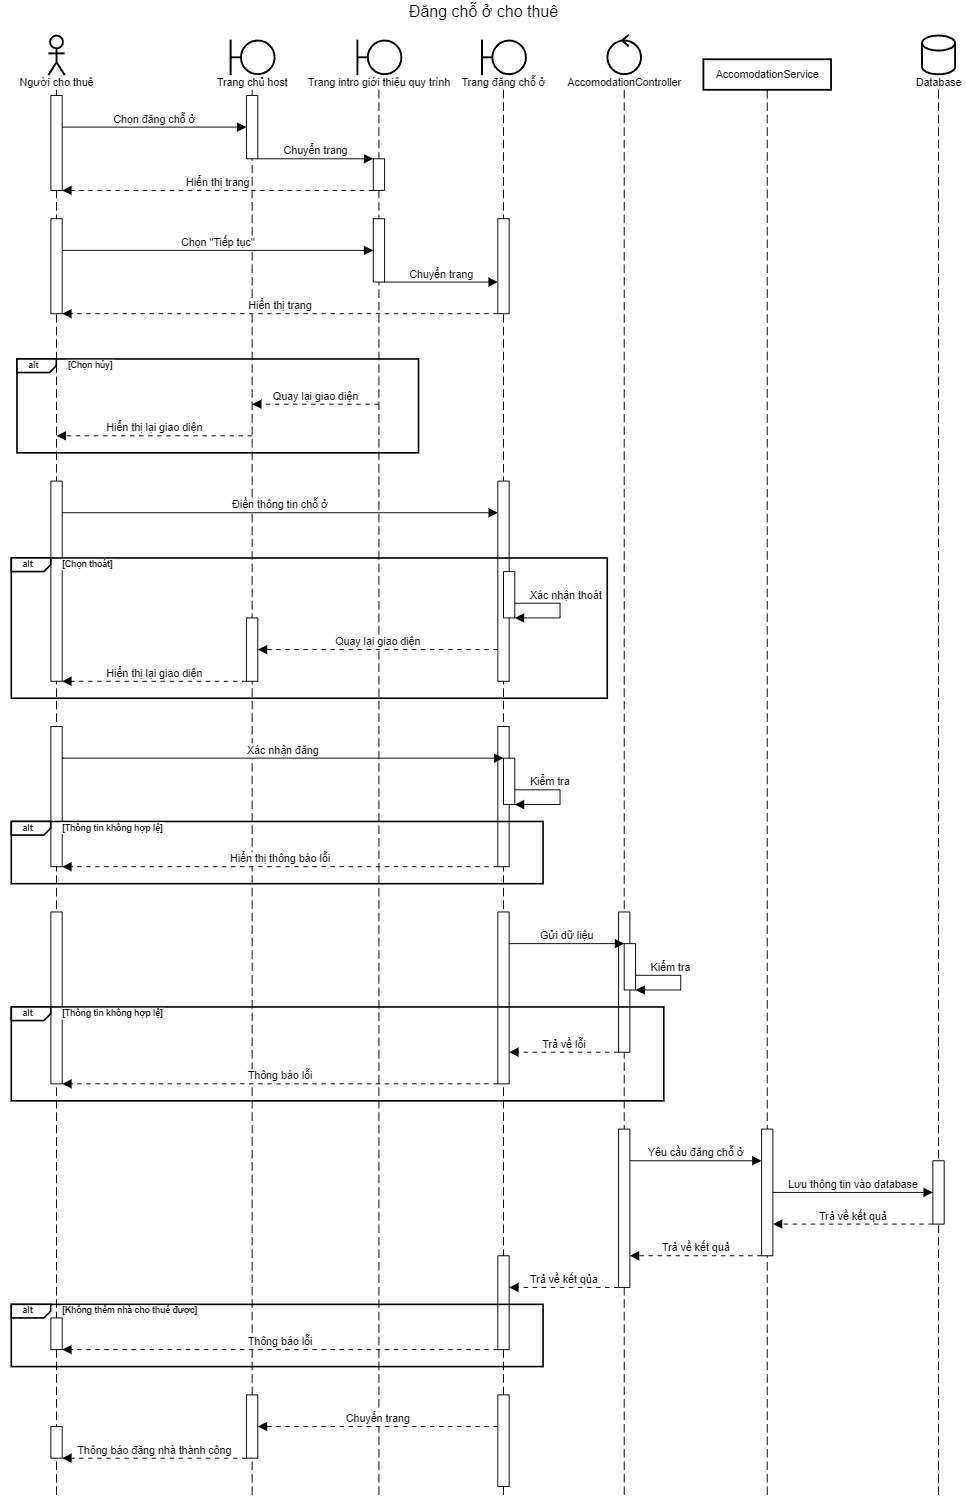 Đăng chỗ ở cho thuê
Người cho thuê
Trang chủ host
Trang intro giới thiệu quy trình
Trang đăng chỗ ở
AccomodationController
AccomodationService
Database
Chọn đăng chỗ ở
Chuyển trang
Hiển thị trang
Chọn "Tiếp tục"
Chuyển trang
Hiển thị trang
alt [Chọn hủy]
Quay lại giao diện
Hiển thị lại giao diện
Điền thông tin chỗ ở
alt [Chọn thoát]
Xác nhận thoát
Quay lại giao diện
Hiển thị lại giao diện
Xác nhận đăng
Kiểm tra
alt [Thông tin không hợp lệ]
Hiển thị thông báo lỗi
Gửi dữ liệu
Kiểm tra
alt [Thông tin không hợp lệ]
Trả về lỗi
Thông báo lỗi
Yêu cầu đăng chỗ ở
Lưu thông tin vào database
Trả về kết quả
Trả về kết quả
Trả về kết qủa
alt [Không thêm nhà cho thuê được]
Thông báo lỗi
Chuyển trang
Thông báo đăng nhà thành công